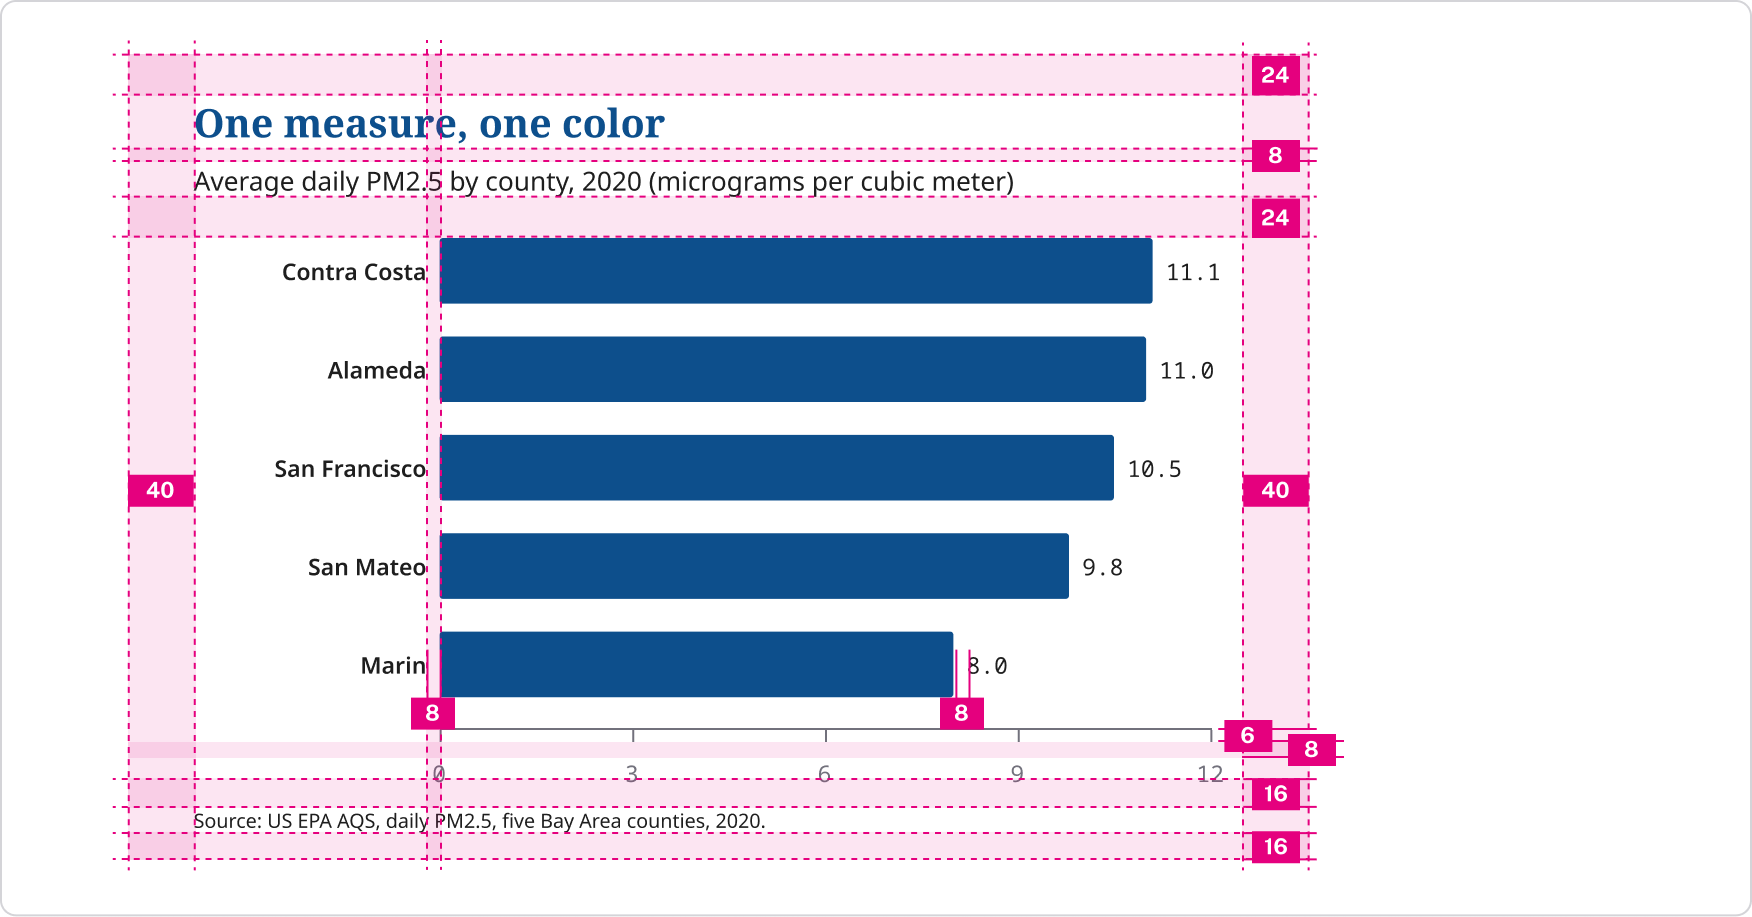 24
One measure, one color
8
Average daily PM2.5 by county, 2020 (micrograms per cubic meter)
24
Contra Costa 11.1
Alameda 11.0
San Francisco 10.5
40 40
San Mateo 9.8
Marin 8.0
8 8
6
8
0 3 6 9 12
16
Source: US EPA AQS, daily PM2.5, five Bay Area counties, 2020.
16